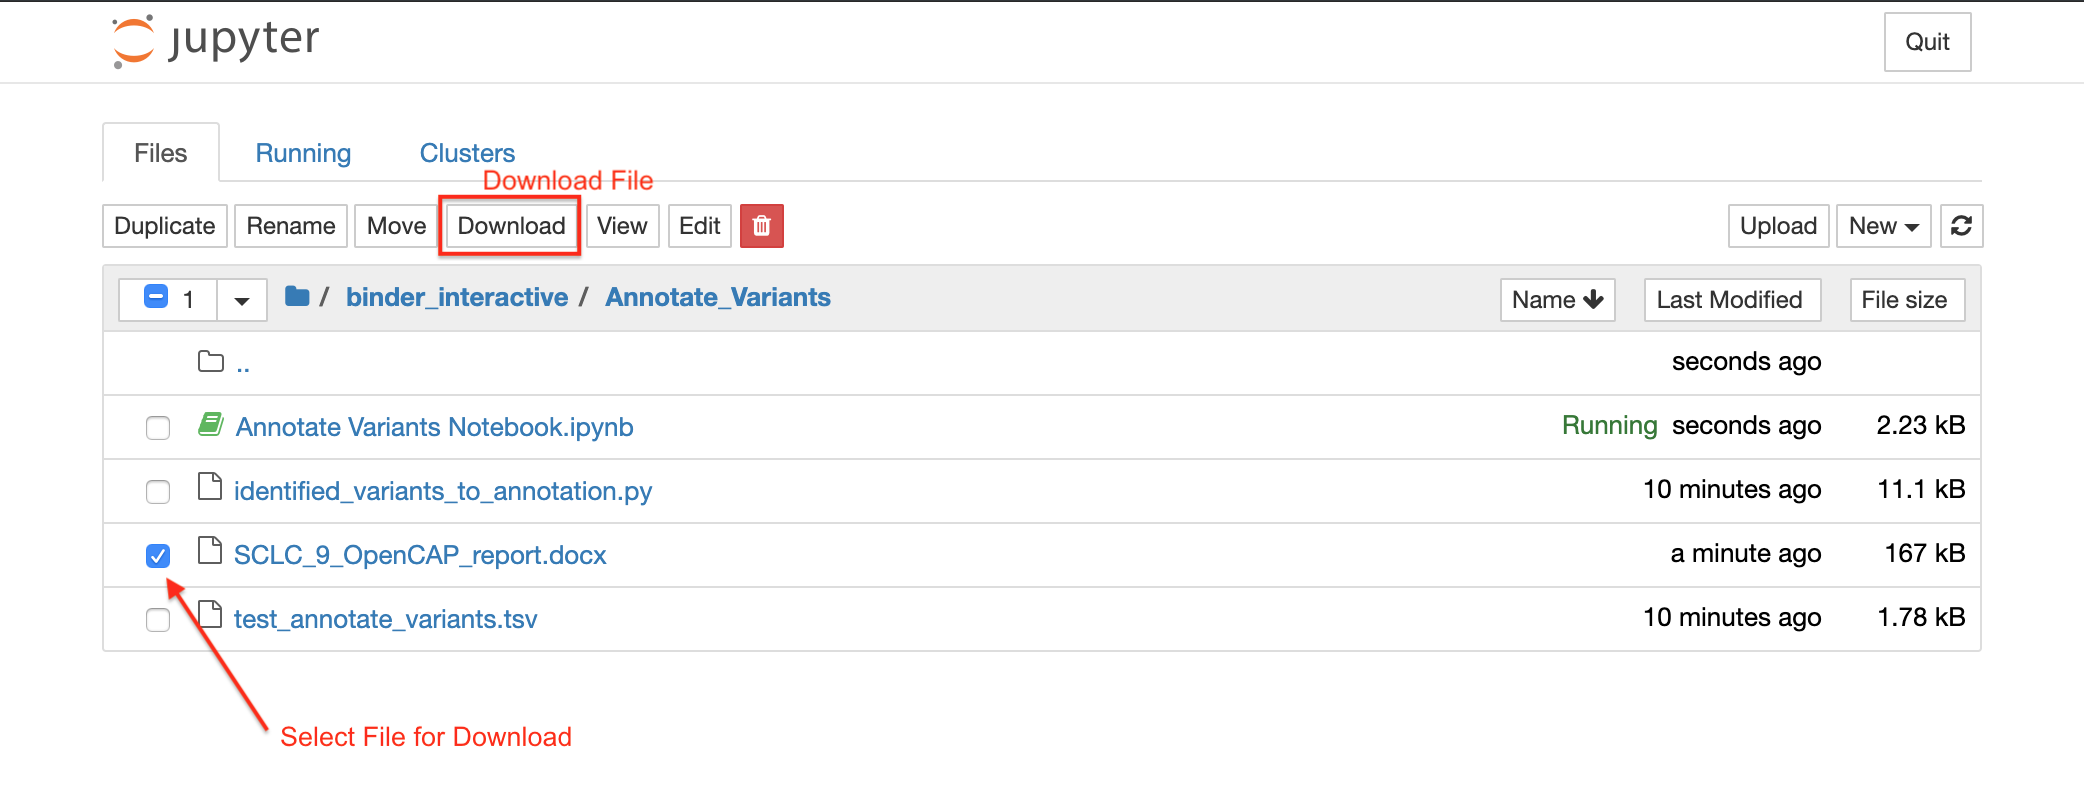 jupyter
Quit
Files Running Clusters
Download File
Duplicate Rename Move Download View Edit Upload New
1 / binder_interactive / Annotate_Variants Name Last Modified File size
.. seconds ago
Annotate Variants Notebook.ipynb Running seconds ago 2.23 kB
identified_variants_to_annotation.py 10 minutes ago 11.1 kB
SCLC_9_OpenCAP_report.docx a minute ago 167 kB
test_annotate_variants.tsv 10 minutes ago 1.78 kB
Select File for Download